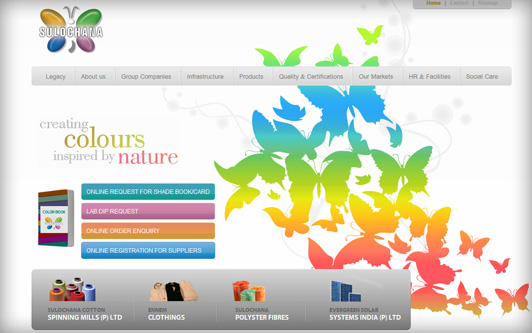 Home | Contact | Sitemap
SULOCHANA
Legacy
About us
Group Companies
Infrastructure
Products
Quality & Certifications
Our Markets
HR & Facilities
Social Care
creating
colours
inspired by nature
COLOR BOOK
ONLINE REQUEST FOR SHADE BOOK/CARD
LAB DIP REQUEST
ONLINE ORDER ENQUIRY
ONLINE REGISTRATION FOR SUPPLIERS
SULOCHANA COTTON
SPINNING MILLS (P) LTD
ENNEM
CLOTHINGS
SULOCHANA
POLYSTER FIBRES
EVERGREEN SOLAR
SYSTEMS INDIA (P) LTD